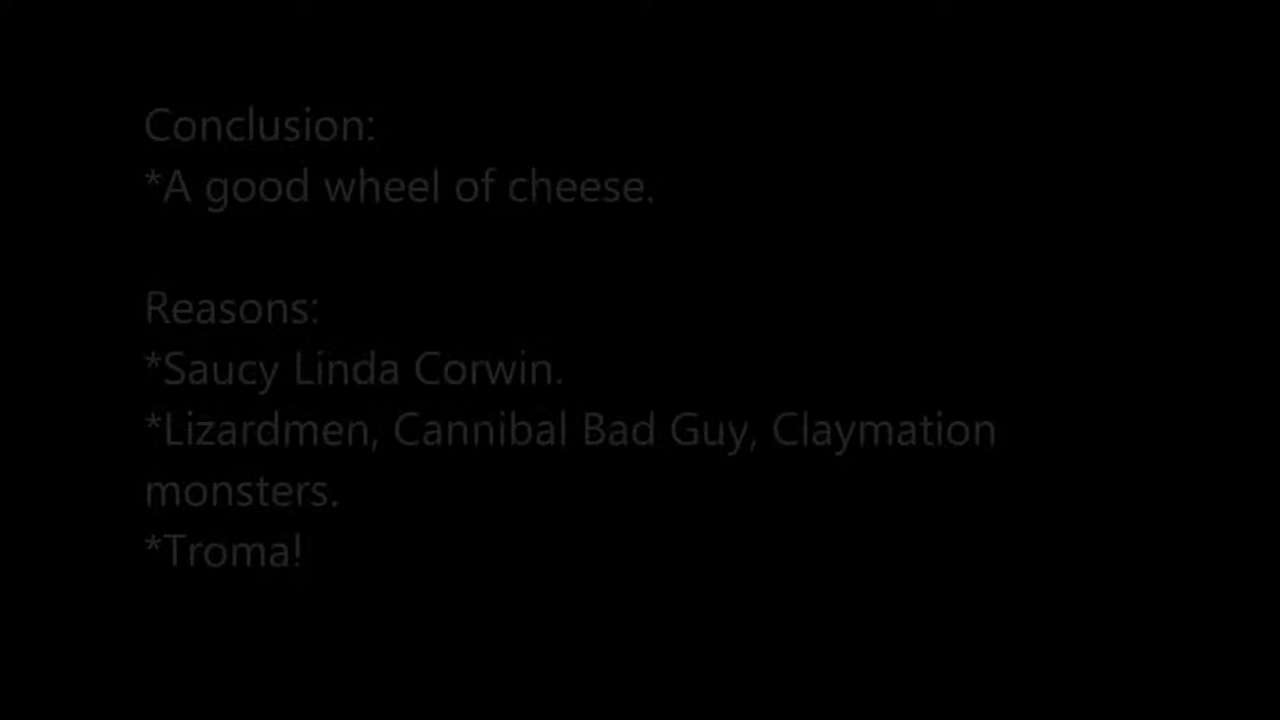 Conclusion:
*A good wheel of cheese.
Reasons:
*Saucy Linda Corwin.
*Lizardmen, Cannibal Bad Guy, Claymation
monsters.
*Troma!